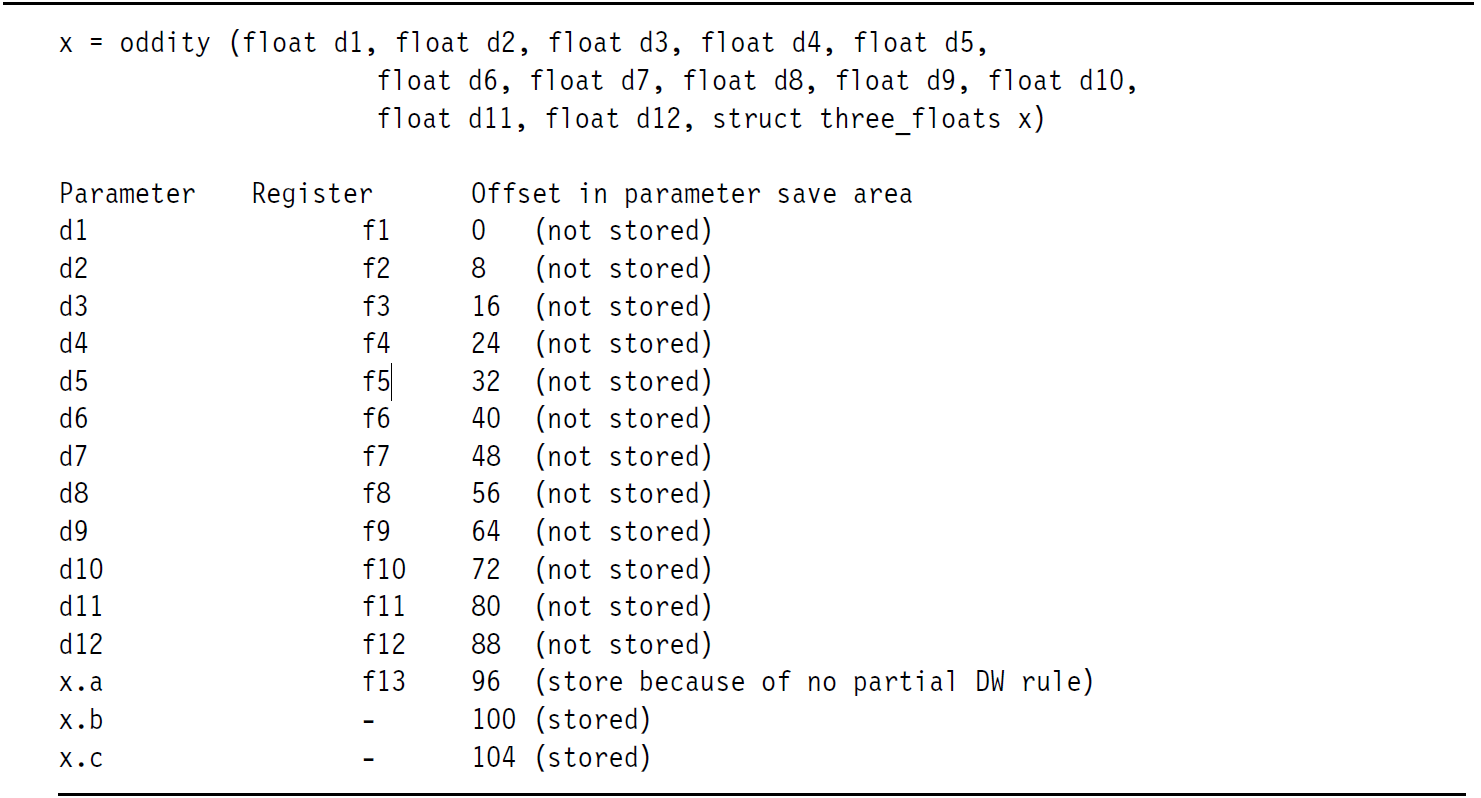 x = oddity (float d1, float d2, float d3, float d4, float d5,
float d6, float d7, float d8, float d9, float d10,
float d11, float d12, struct three_floats x)
Parameter Register Offset in parameter save area
d1 f1 0 (not stored)
d2 f2 8 (not stored)
d3 f3 16 (not stored)
d4 f4 24 (not stored)
d5 f5 32 (not stored)
d6 f6 40 (not stored)
d7 f7 48 (not stored)
d8 f8 56 (not stored)
d9 f9 64 (not stored)
d10 f10 72 (not stored)
d11 f11 80 (not stored)
d12 f12 88 (not stored)
x.a f13 96 (store because of no partial DW rule)
x.b - 100 (stored)
x.c - 104 (stored)